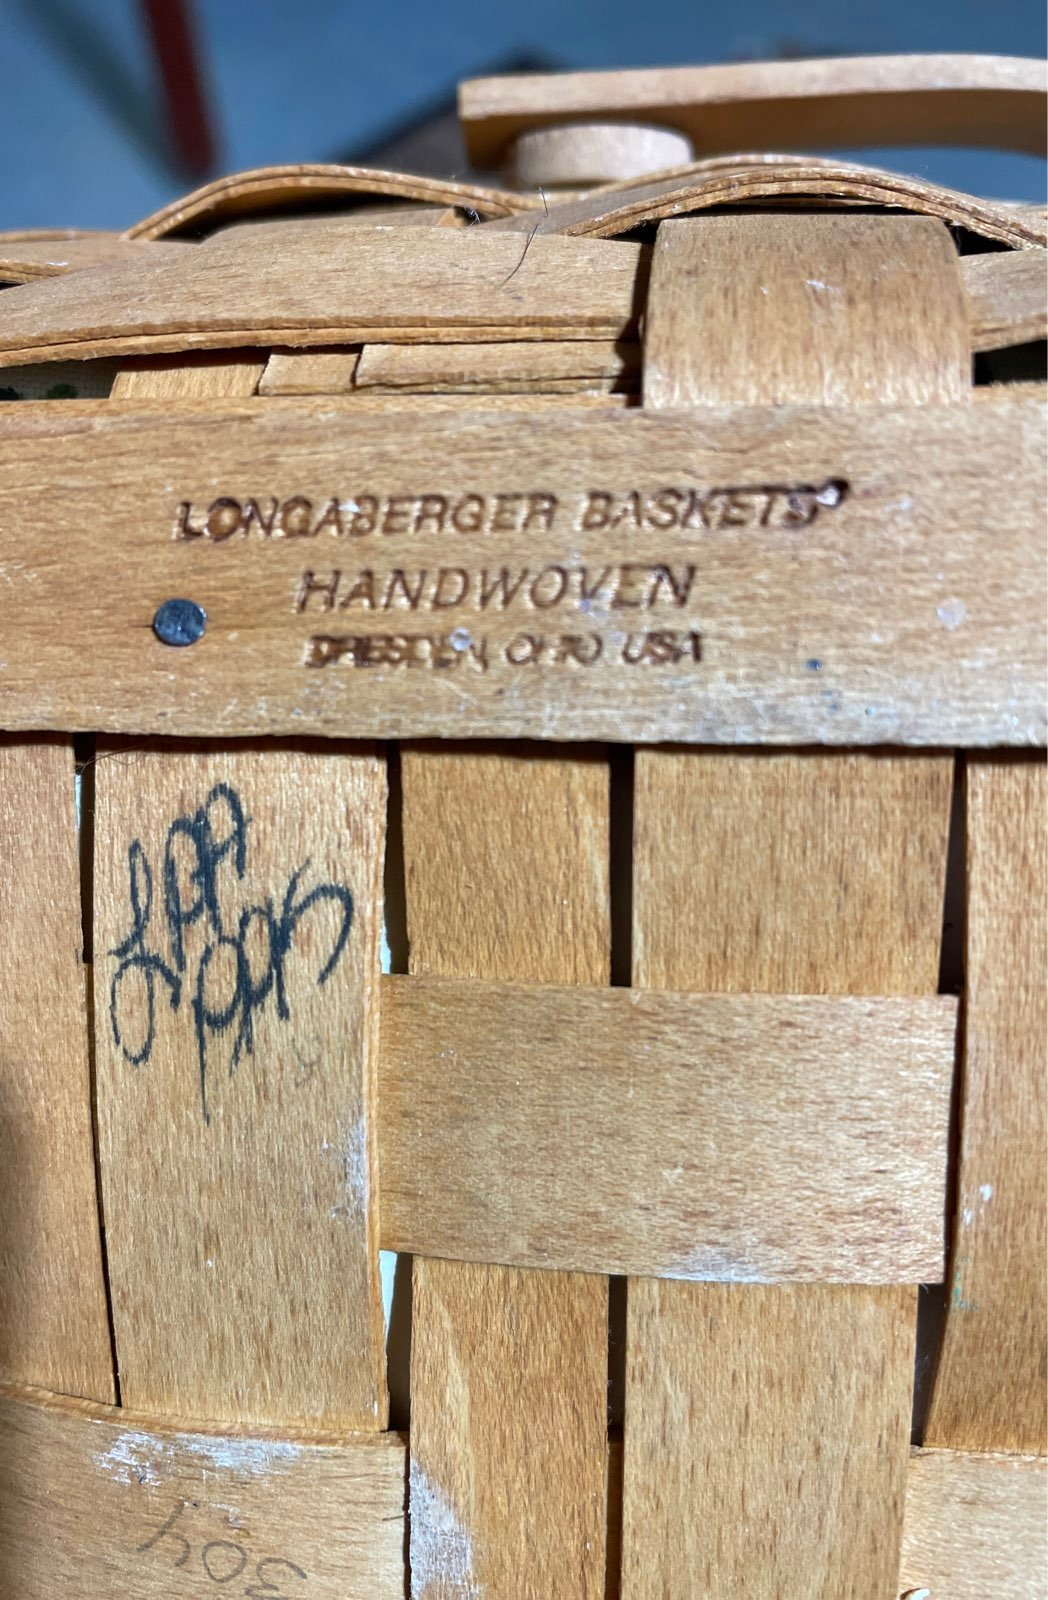 LONGABERGER BASKETS®
HANDWOVEN
DRESDEN, OHIO USA